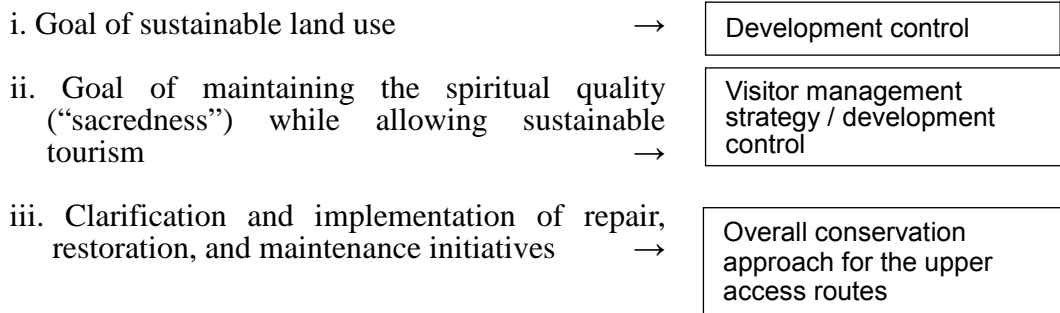 i. Goal of sustainable land use →
Development control
ii. Goal of maintaining the spiritual quality
(“sacredness”) while allowing sustainable
tourism →
Visitor management
strategy / development
control
iii. Clarification and implementation of repair,
restoration, and maintenance initiatives →
Overall conservation
approach for the upper
access routes